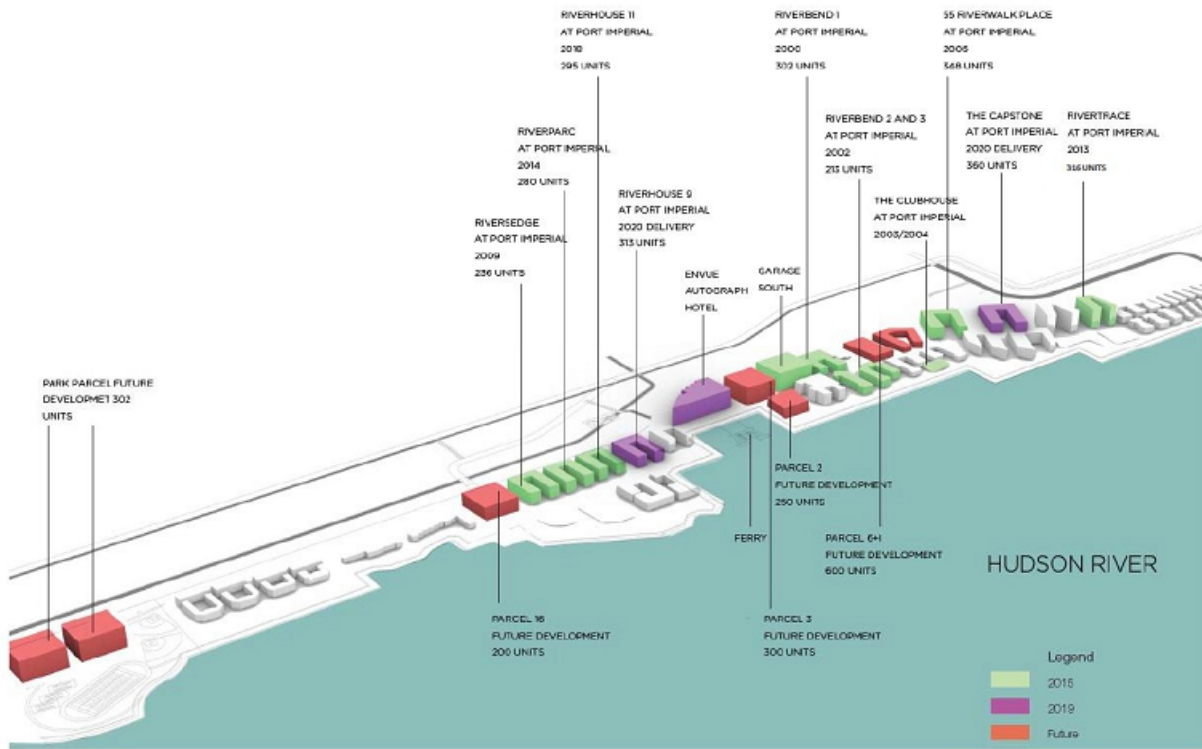 RIVERHOUSE 11
AT PORT IMPERIAL
2018
295 UNITS
RIVERBEND 1
AT PORT IMPERIAL
2000
302 UNITS
55 RIVERWALK PLACE
AT PORT IMPERIAL
2006
348 UNITS
RIVERPARC
AT PORT IMPERIAL
2014
280 UNITS
RIVERBEND 2 AND 3
AT PORT IMPERIAL
2002
215 UNITS
THE CAPSTONE
AT PORT IMPERIAL
2020 DELIVERY
360 UNITS
RIVERTRACE
AT PORT IMPERIAL
2013
316 UNITS
RIVERSEDGE
AT PORT IMPERIAL
2009
236 UNITS
RIVERHOUSE 9
AT PORT IMPERIAL
2020 DELIVERY
313 UNITS
THE CLUBHOUSE
AT PORT IMPERIAL
2003/2004
ENVUE
AUTOGRAPH
HOTEL
GARAGE
SOUTH
PARK PARCEL FUTURE
DEVELOPMET 302
UNITS
PARCEL 2
FUTURE DEVELOPMENT
250 UNITS
FERRY
PARCEL 6+I
FUTURE DEVELOPMENT
600 UNITS
HUDSON RIVER
PARCEL 16
FUTURE DEVELOPMENT
200 UNITS
PARCEL 3
FUTURE DEVELOPMENT
300 UNITS
Legend
2015
2019
Future